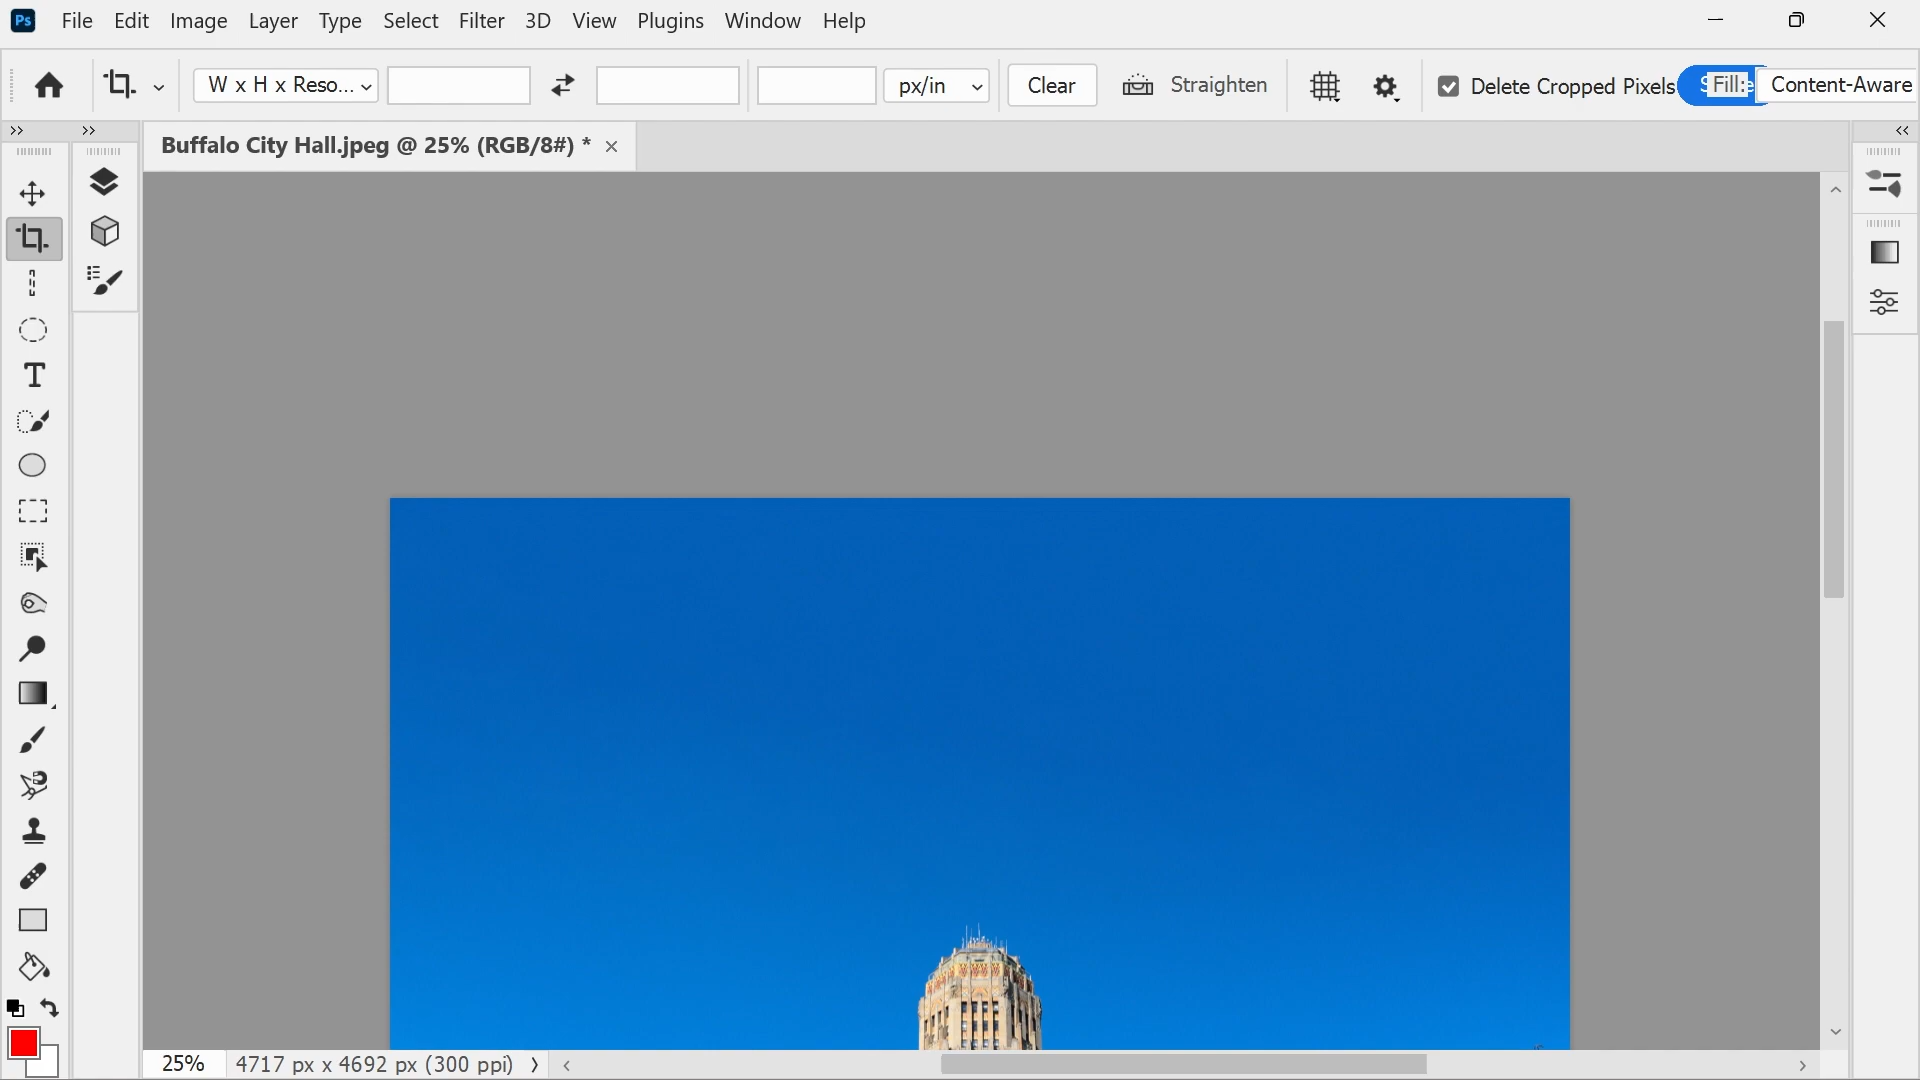 Ps File Edit Image Layer Type Select Filter 3D View Plugins Window Help
W x H x Reso... px/in Clear Straighten Delete Cropped Pixels Fill: Content-Aware
Buffalo City Hall.jpeg @ 25% (RGB/8#) *
T
25% 4717 px x 4692 px (300 ppi)